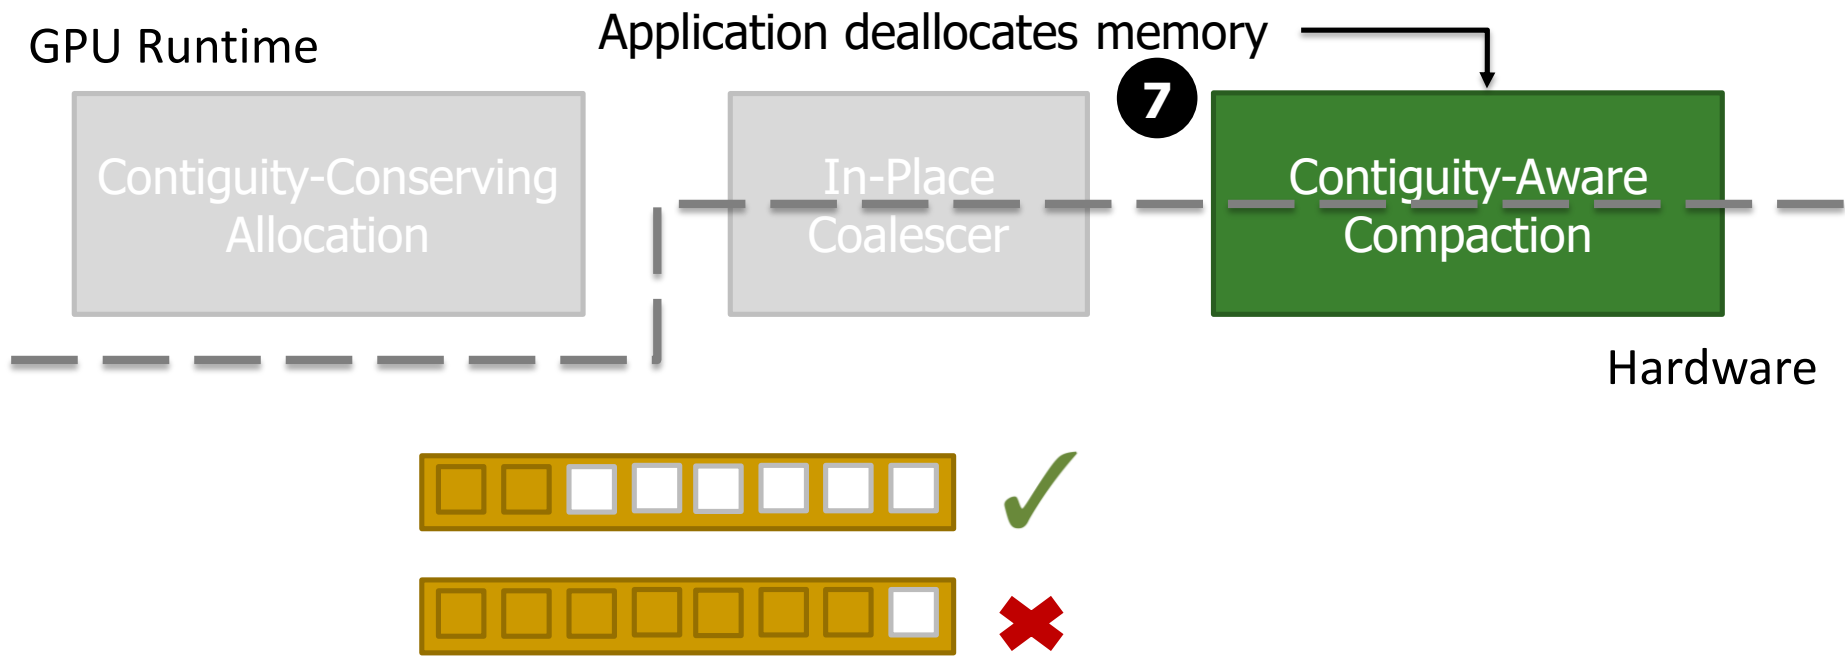 GPU Runtime
Application deallocates memory
7
Contiguity-Conserving
Allocation
In-Place
Coalescer
Contiguity-Aware
Compaction
Hardware